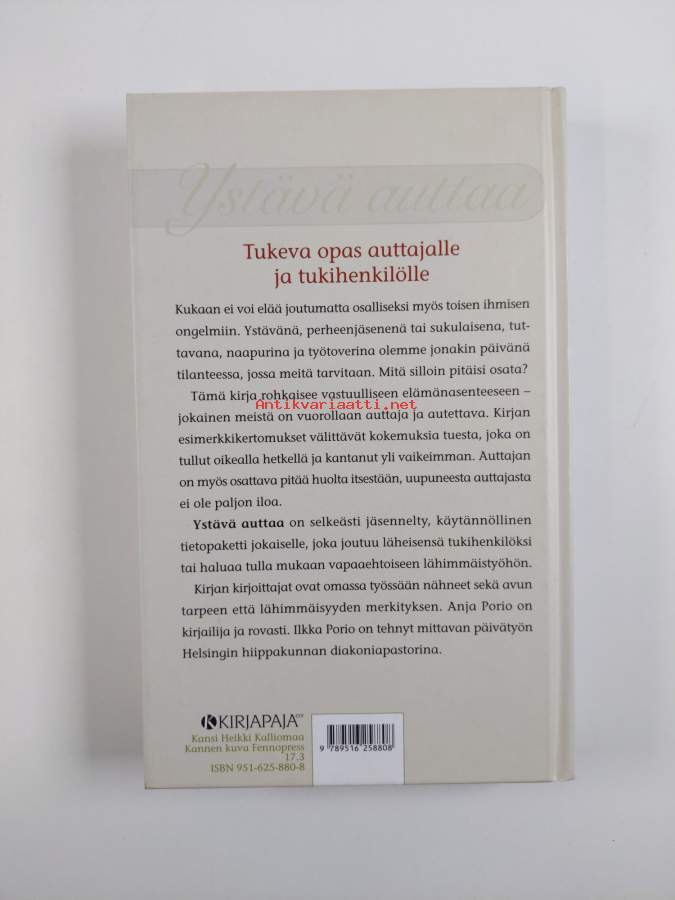 Ystävä auttaa
Tukeva opas auttajalle
ja tukihenkilölle
Kukaan ei voi elää joutumatta osalliseksi myös toisen ihmisen
ongelmiin. Ystävänä, perheenjäsenenä tai sukulaisena, tut-
tavana, naapurina ja työtoverina olemme jonakin päivänä
tilanteessa, jossa meitä tarvitaan. Mitä silloin pitäisi osata?
Tämä kirja rohkaisee vastuulliseen elämänasenteeseen –
Antikvariaatti.net
jokainen meistä on vuorollaan auttaja ja autettava. Kirjan
esimerkkikertomukset välittävät kokemuksia tuesta, joka on
tullut oikealla hetkellä ja kantanut yli vaikeimman. Auttajan
on myös osattava pitää huolta itsestään, uupuneesta auttajasta
ei ole paljon iloa.
Ystävä auttaa on selkeästi jäsennelty, käytännöllinen
tietopaketti jokaiselle, joka joutuu läheisensä tukihenkilöksi
tai haluaa tulla mukaan vapaaehtoiseen lähimmäistyöhön.
Kirjan kirjoittajat ovat omassa työssään nähneet sekä avun
tarpeen että lähimmäisyyden merkityksen. Anja Porio on
kirjailija ja rovasti. Ilkka Porio on tehnyt mittavan päivätyön
Helsingin hiippakunnan diakoniapastorina.
KIRJAPAJA OY
Kansi Heikki Kalliomaa
Kannen kuva Fennopress
17.3
ISBN 951-625-880-8
9 789516 258808